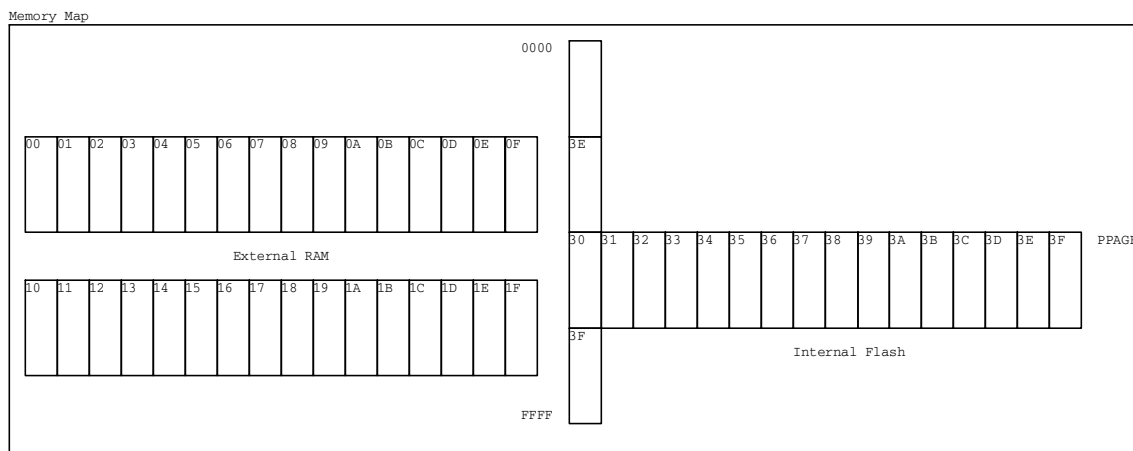 Memory Map
0000
00 01 02 03 04 05 06 07 08 09 0A 0B 0C 0D 0E 0F 3E
30 31 32 33 34 35 36 37 38 39 3A 3B 3C 3D 3E 3F PPAGE
External RAM
10 11 12 13 14 15 16 17 18 19 1A 1B 1C 1D 1E 1F
3F
Internal Flash
FFFF